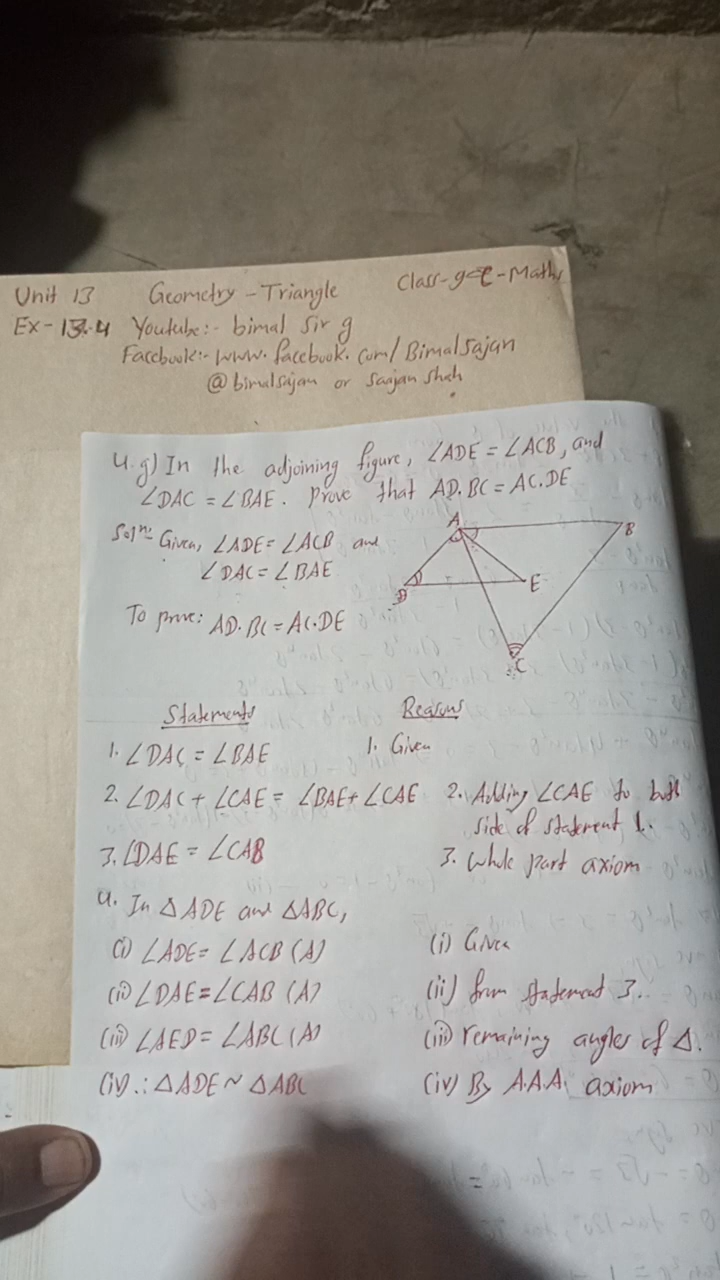 Unit 13 Geometry - Triangle Class-9 - Maths
Ex-13.4 Youtube:- bimal sir g
Facebook:- www.facebook.com/Bimalsajan
@bimalsajan or Saajan Shah
4.g) In the adjoining figure, ∠ADE = ∠ACB, and
∠DAC = ∠BAE. prove that AD.BC = AC.DE
Solⁿ: Given, ∠ADE = ∠ACB and
∠DAC = ∠BAE
To prove: AD.BC = AC.DE
A
B
D
E
C
Statements Reasons
1. ∠DAC = ∠BAE 1. Given
2. ∠DAC + ∠CAE = ∠BAE + ∠CAE 2. Adding ∠CAE to both
side of statement 1.
3. ∠DAE = ∠CAB 3. Whole part axiom
4. In △ADE and △ABC,
(i) ∠ADE = ∠ACB (A) (i) Given
(ii) ∠DAE = ∠CAB (A) (ii) from statement 3.
(iii) ∠AED = ∠ABC (A) (iii) remaining angles of △.
(iv) ∴ △ADE ~ △ABC (iv) By A.A.A. axiom